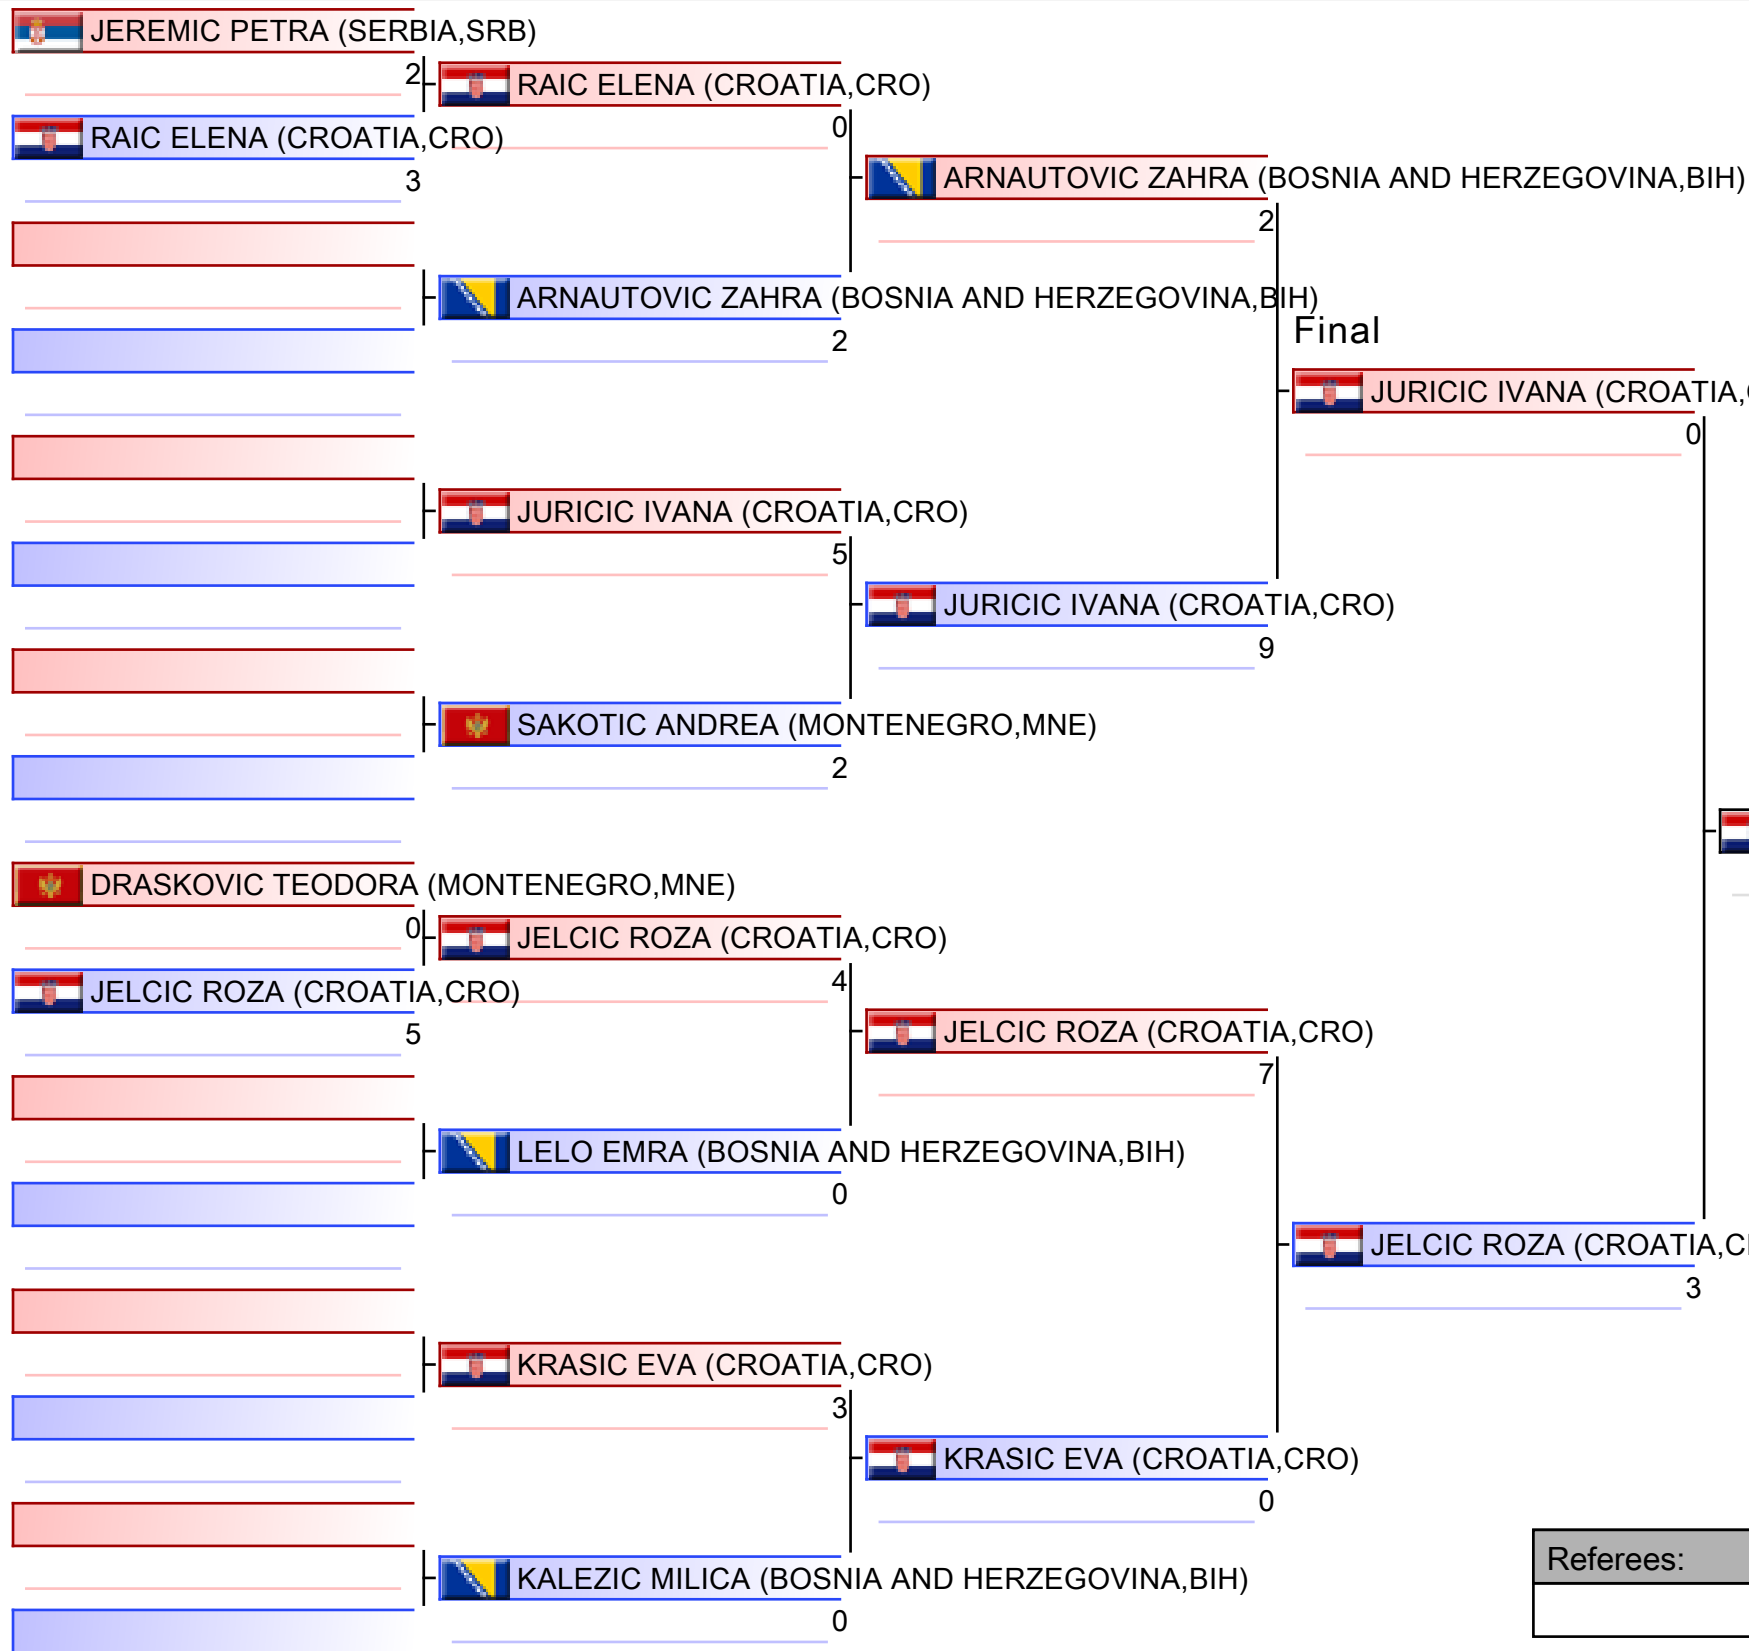 JEREMIC PETRA (SERBIA,SRB)
2
RAIC ELENA (CROATIA,CRO)
RAIC ELENA (CROATIA,CRO)
3
0
ARNAUTOVIC ZAHRA (BOSNIA AND HERZEGOVINA,BIH)
2
ARNAUTOVIC ZAHRA (BOSNIA AND HERZEGOVINA,BIH)
2
Final
JURICIC IVANA (CROATIA,
0
JURICIC IVANA (CROATIA,CRO)
5
JURICIC IVANA (CROATIA,CRO)
9
SAKOTIC ANDREA (MONTENEGRO,MNE)
2
DRASKOVIC TEODORA (MONTENEGRO,MNE)
0
JELCIC ROZA (CROATIA,CRO)
JELCIC ROZA (CROATIA,CRO)
5
4
JELCIC ROZA (CROATIA,CRO)
7
LELO EMRA (BOSNIA AND HERZEGOVINA,BIH)
0
JELCIC ROZA (CROATIA,C
3
KRASIC EVA (CROATIA,CRO)
3
KRASIC EVA (CROATIA,CRO)
0
KALEZIC MILICA (BOSNIA AND HERZEGOVINA,BIH)
0
Referees: